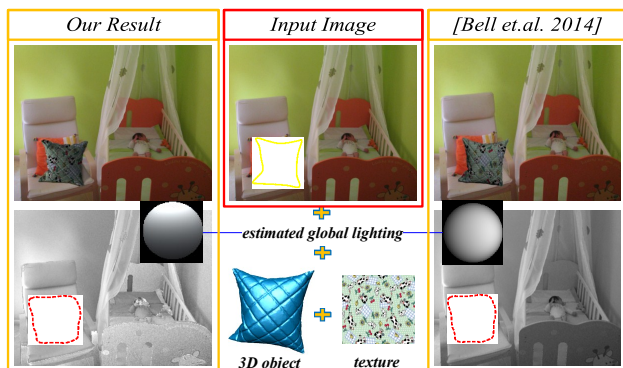 Our Result
Input Image
[Bell et.al. 2014]
estimated global lighting
3D object
texture